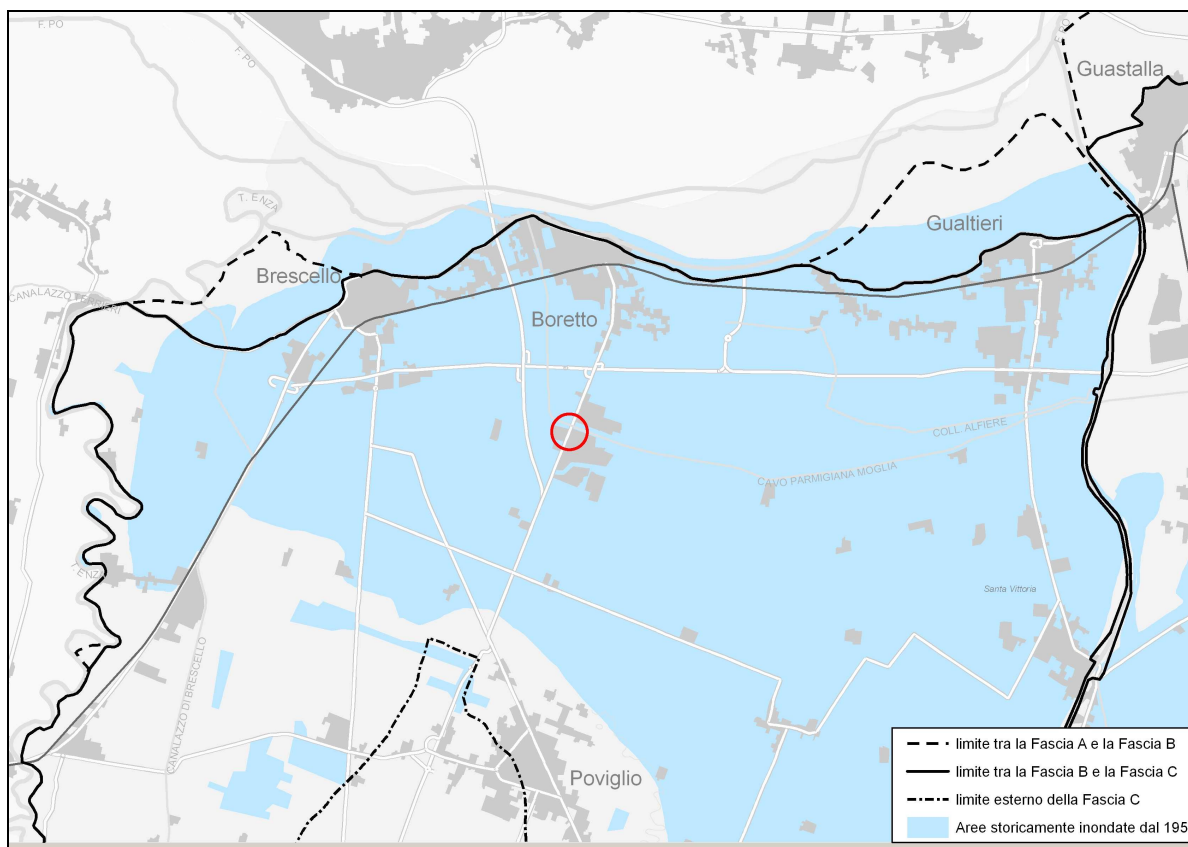 F. PO
F. PO
F. PO
Guastalla
T. ENZA
Gualtieri
Brescello
CANALAZZO TERRIERI
Boretto
COLL. ALFIERE
CAVO PARMIGIANA MOGLIA
T. ENZA
Santa Vittoria
CANALAZZO DI BRESCELLO
Poviglio
limite tra la Fascia A e la Fascia B
limite tra la Fascia B e la Fascia C
limite esterno della Fascia C
Aree storicamente inondate dal 195